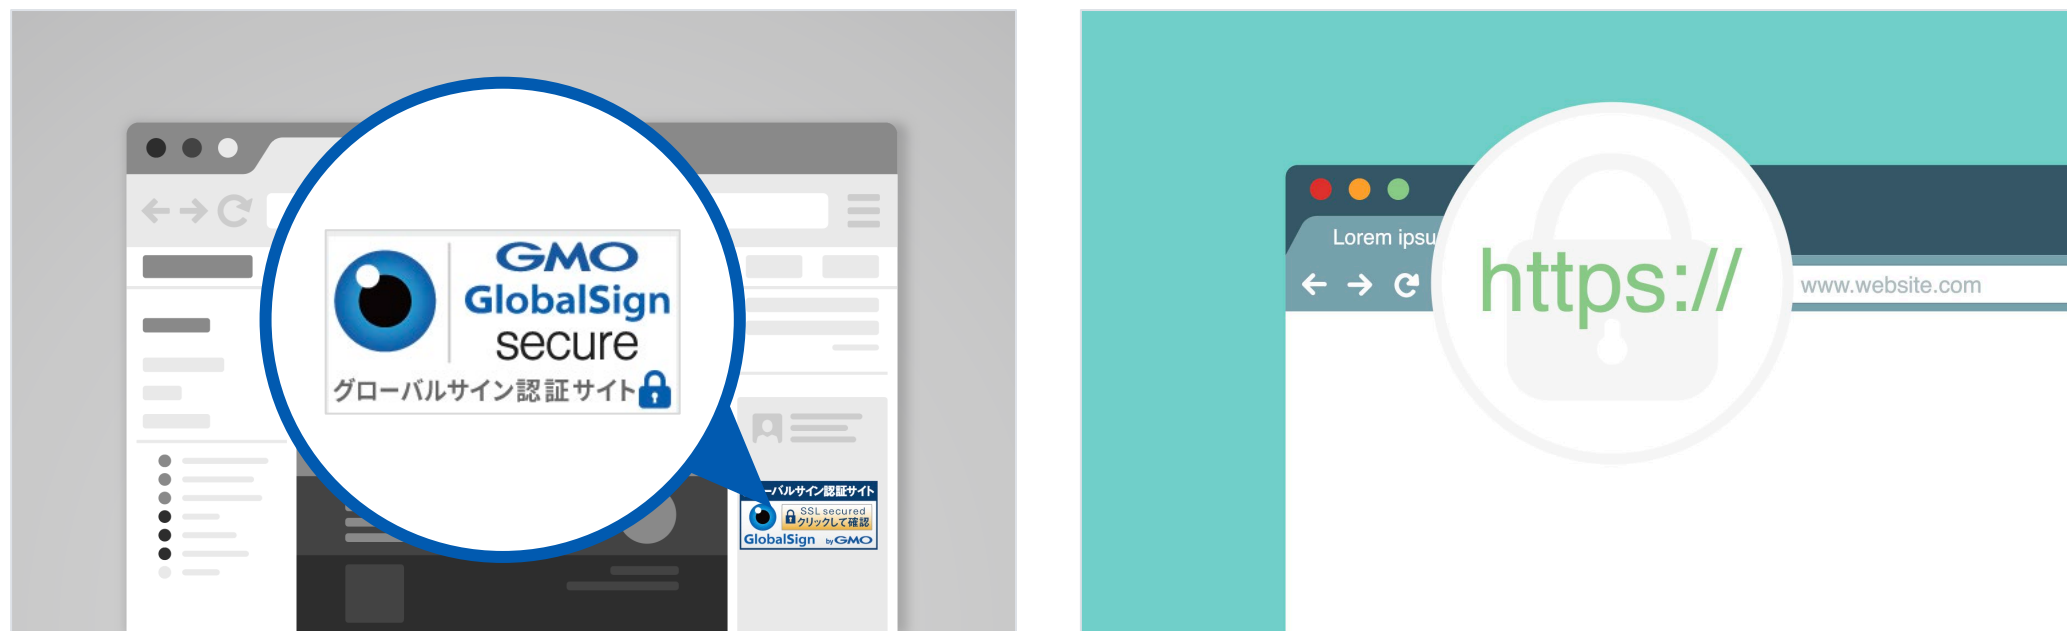 GMO
GlobalSign
secure
グローバルサイン認証サイト
ーバルサイン認証サイト
SSL secured
クリックして確認
GlobalSign by GMO
Lorem ipsu
https://
www.website.com